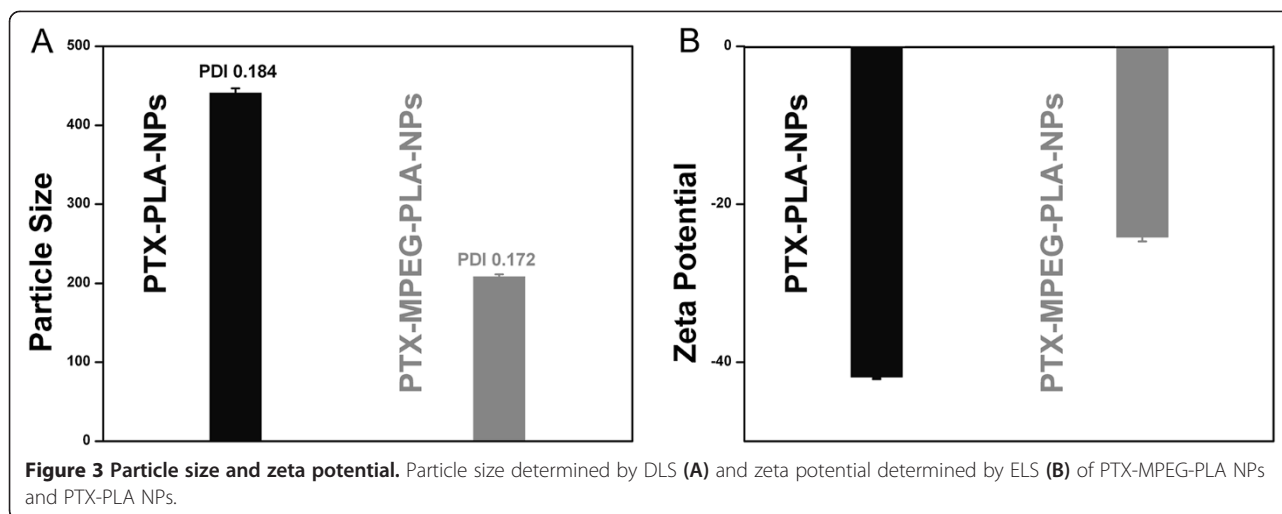 A
500
400
300
200
100
0
Particle Size
PTX-PLA-NPs
PDI 0.184
PTX-MPEG-PLA-NPs
PDI 0.172
B
0
-20
-40
Zeta Potential
PTX-PLA-NPs
PTX-MPEG-PLA-NPs
Figure 3 Particle size and zeta potential. Particle size determined by DLS (A) and zeta potential determined by ELS (B) of PTX-MPEG-PLA NPs
and PTX-PLA NPs.